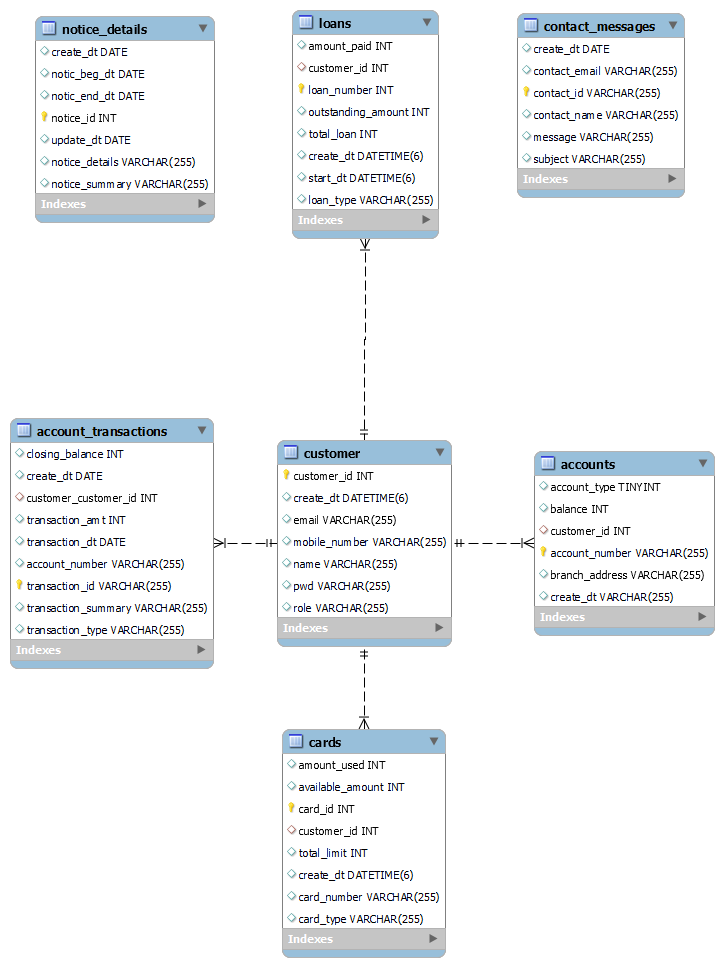 notice_details
create_dt DATE
notic_beg_dt DATE
notic_end_dt DATE
notice_id INT
update_dt DATE
notice_details VARCHAR(255)
notice_summary VARCHAR(255)
Indexes
loans
amount_paid INT
customer_id INT
loan_number INT
outstanding_amount INT
total_loan INT
create_dt DATETIME(6)
start_dt DATETIME(6)
loan_type VARCHAR(255)
Indexes
contact_messages
create_dt DATE
contact_email VARCHAR(255)
contact_id VARCHAR(255)
contact_name VARCHAR(255)
message VARCHAR(255)
subject VARCHAR(255)
Indexes
account_transactions
closing_balance INT
create_dt DATE
customer_customer_id INT
transaction_amt INT
transaction_dt DATE
account_number VARCHAR(255)
transaction_id VARCHAR(255)
transaction_summary VARCHAR(255)
transaction_type VARCHAR(255)
Indexes
customer
customer_id INT
create_dt DATETIME(6)
email VARCHAR(255)
mobile_number VARCHAR(255)
name VARCHAR(255)
pwd VARCHAR(255)
role VARCHAR(255)
Indexes
accounts
account_type TINYINT
balance INT
customer_id INT
account_number VARCHAR(255)
branch_address VARCHAR(255)
create_dt VARCHAR(255)
Indexes
cards
amount_used INT
available_amount INT
card_id INT
customer_id INT
total_limit INT
create_dt DATETIME(6)
card_number VARCHAR(255)
card_type VARCHAR(255)
Indexes